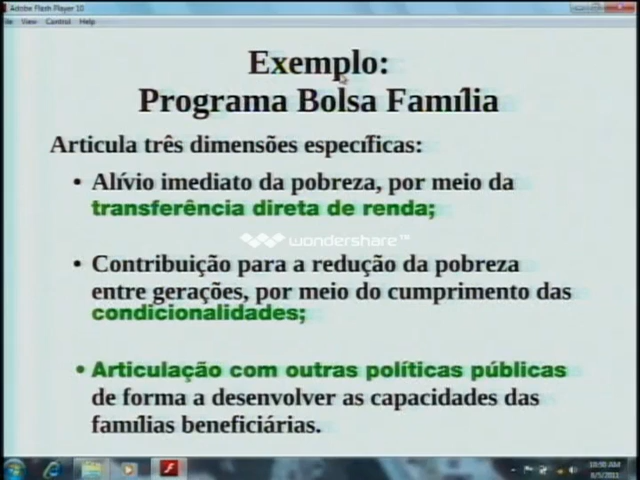 Adobe Flash Player 10
File View Control Help
Exemplo:
Programa Bolsa Família
Articula três dimensões específicas:
• Alívio imediato da pobreza, por meio da
transferência direta de renda;
wondershare™
• Contribuição para a redução da pobreza
entre gerações, por meio do cumprimento das
condicionalidades;
• Articulação com outras políticas públicas
de forma a desenvolver as capacidades das
famílias beneficiárias.